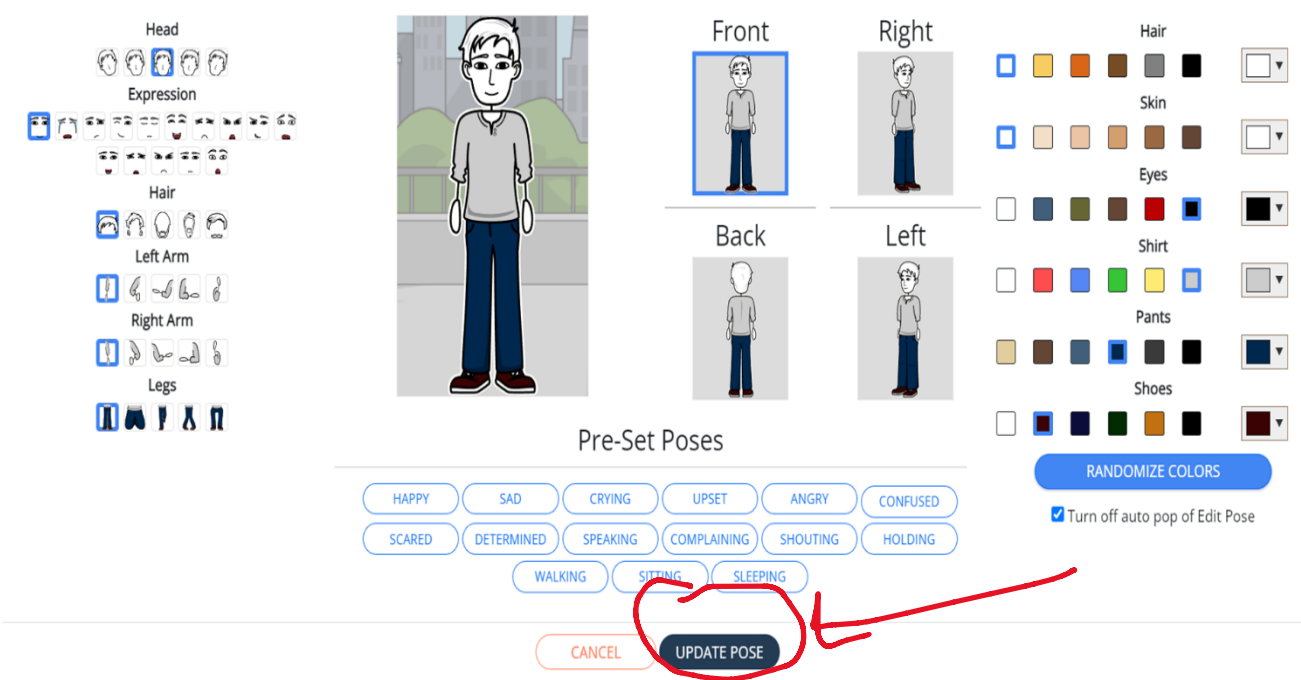 Head
Expression
Hair
Left Arm
Right Arm
Legs
Front
Right
Back
Left
Pre-Set Poses
HAPPY SAD CRYING UPSET ANGRY CONFUSED
SCARED DETERMINED SPEAKING COMPLAINING SHOUTING HOLDING
WALKING SITTING SLEEPING
CANCEL UPDATE POSE
Hair
Skin
Eyes
Shirt
Pants
Shoes
RANDOMIZE COLORS
Turn off auto pop of Edit Pose